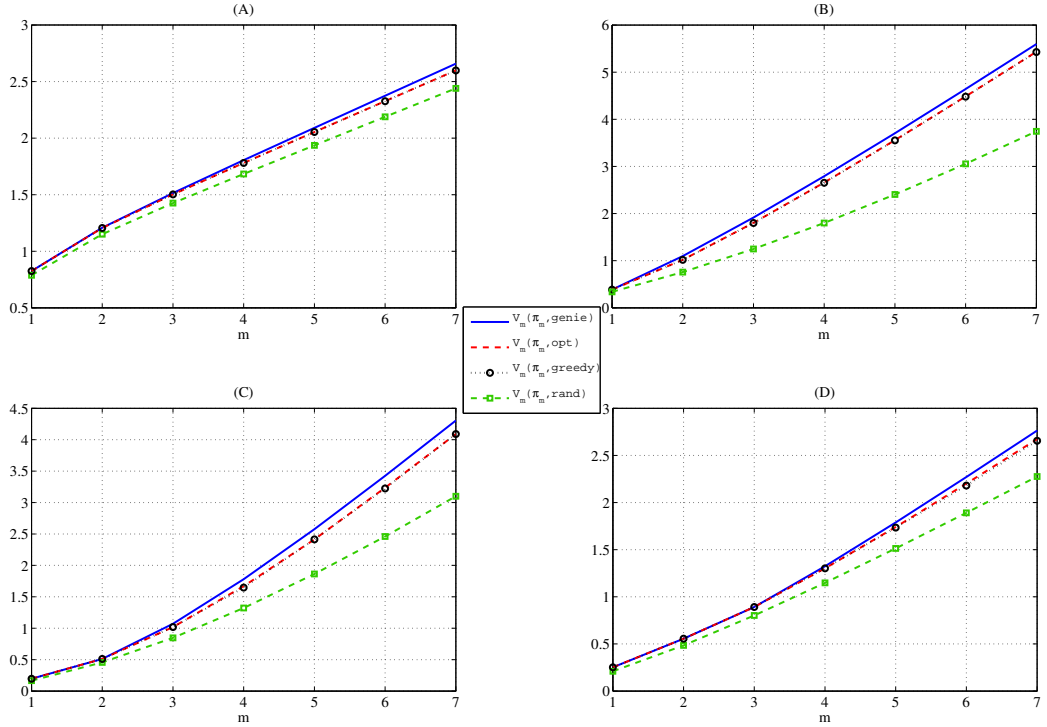 (A)
3
2.5
2
1.5
1
0.5
1 2 3 4 5 6 7
m
(B)
6
5
4
3
2
1
0
1 2 3 4 5 6 7
m
V_m(π_m,genie)
V_m(π_m,opt)
V_m(π_m,greedy)
V_m(π_m,rand)
(C)
4.5
4
3.5
3
2.5
2
1.5
1
0.5
0
1 2 3 4 5 6 7
m
(D)
3
2.5
2
1.5
1
0.5
0
1 2 3 4 5 6 7
m